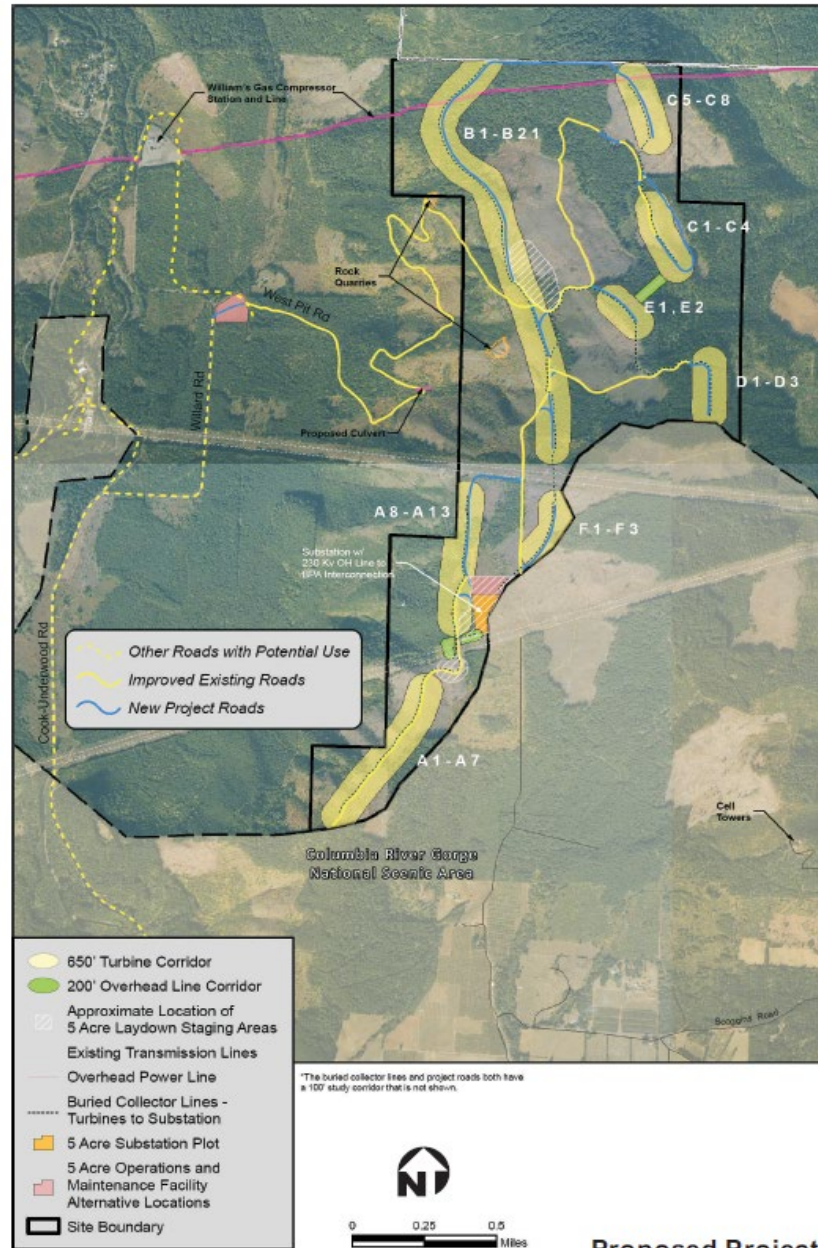 William's Gas Compressor
Station and Line
C5-C8
B1-B21
C1-C4
Rock
Quarries
West Pit Rd
E1, E2
Willard Rd
D1-D3
Proposed Culvert
A8-A13
F1-F3
Substation w/
230 Kv OH Line to
BPA Interconnection
Other Roads with Potential Use
Improved Existing Roads
New Project Roads
Cook-Underwood Rd
A1-A7
Cell
Towers
Columbia River Gorge
National Scenic Area
650' Turbine Corridor
200' Overhead Line Corridor
Approximate Location of
5 Acre Laydown Staging Areas
Existing Transmission Lines
Overhead Power Line
Buried Collector Lines -
Turbines to Substation
5 Acre Substation Plot
5 Acre Operations and
Maintenance Facility
Alternative Locations
Site Boundary
Road
*The buried collector lines and project roads both have
a 100' study corridor that is not shown.
N
0 0.25 0.5
Miles
Proposed Project